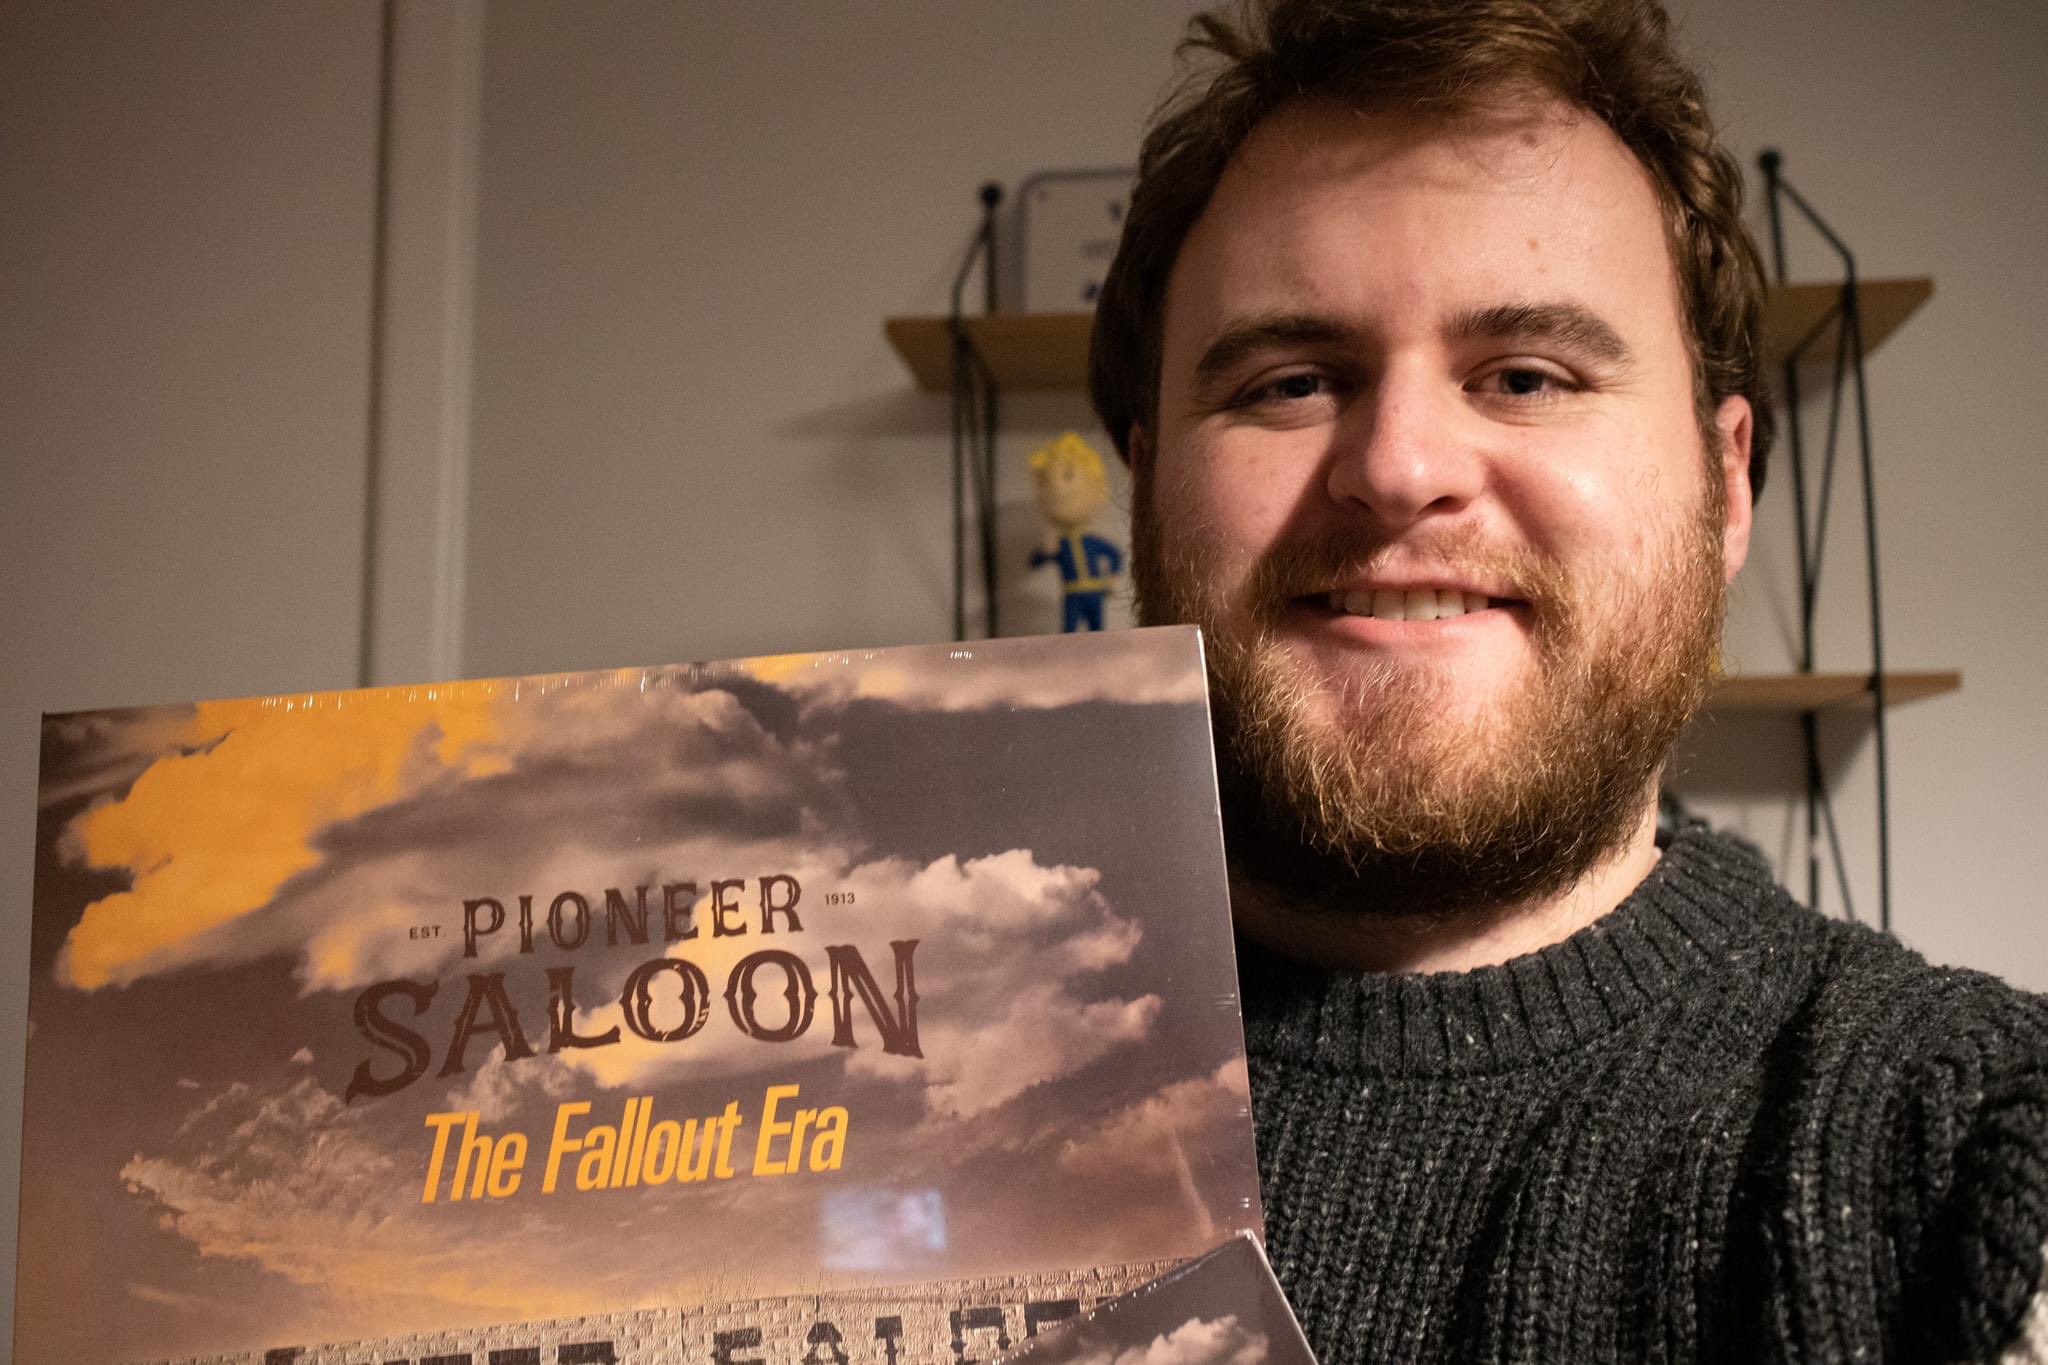 EST. PIONEER 1913
SALOON
The Fallout Era